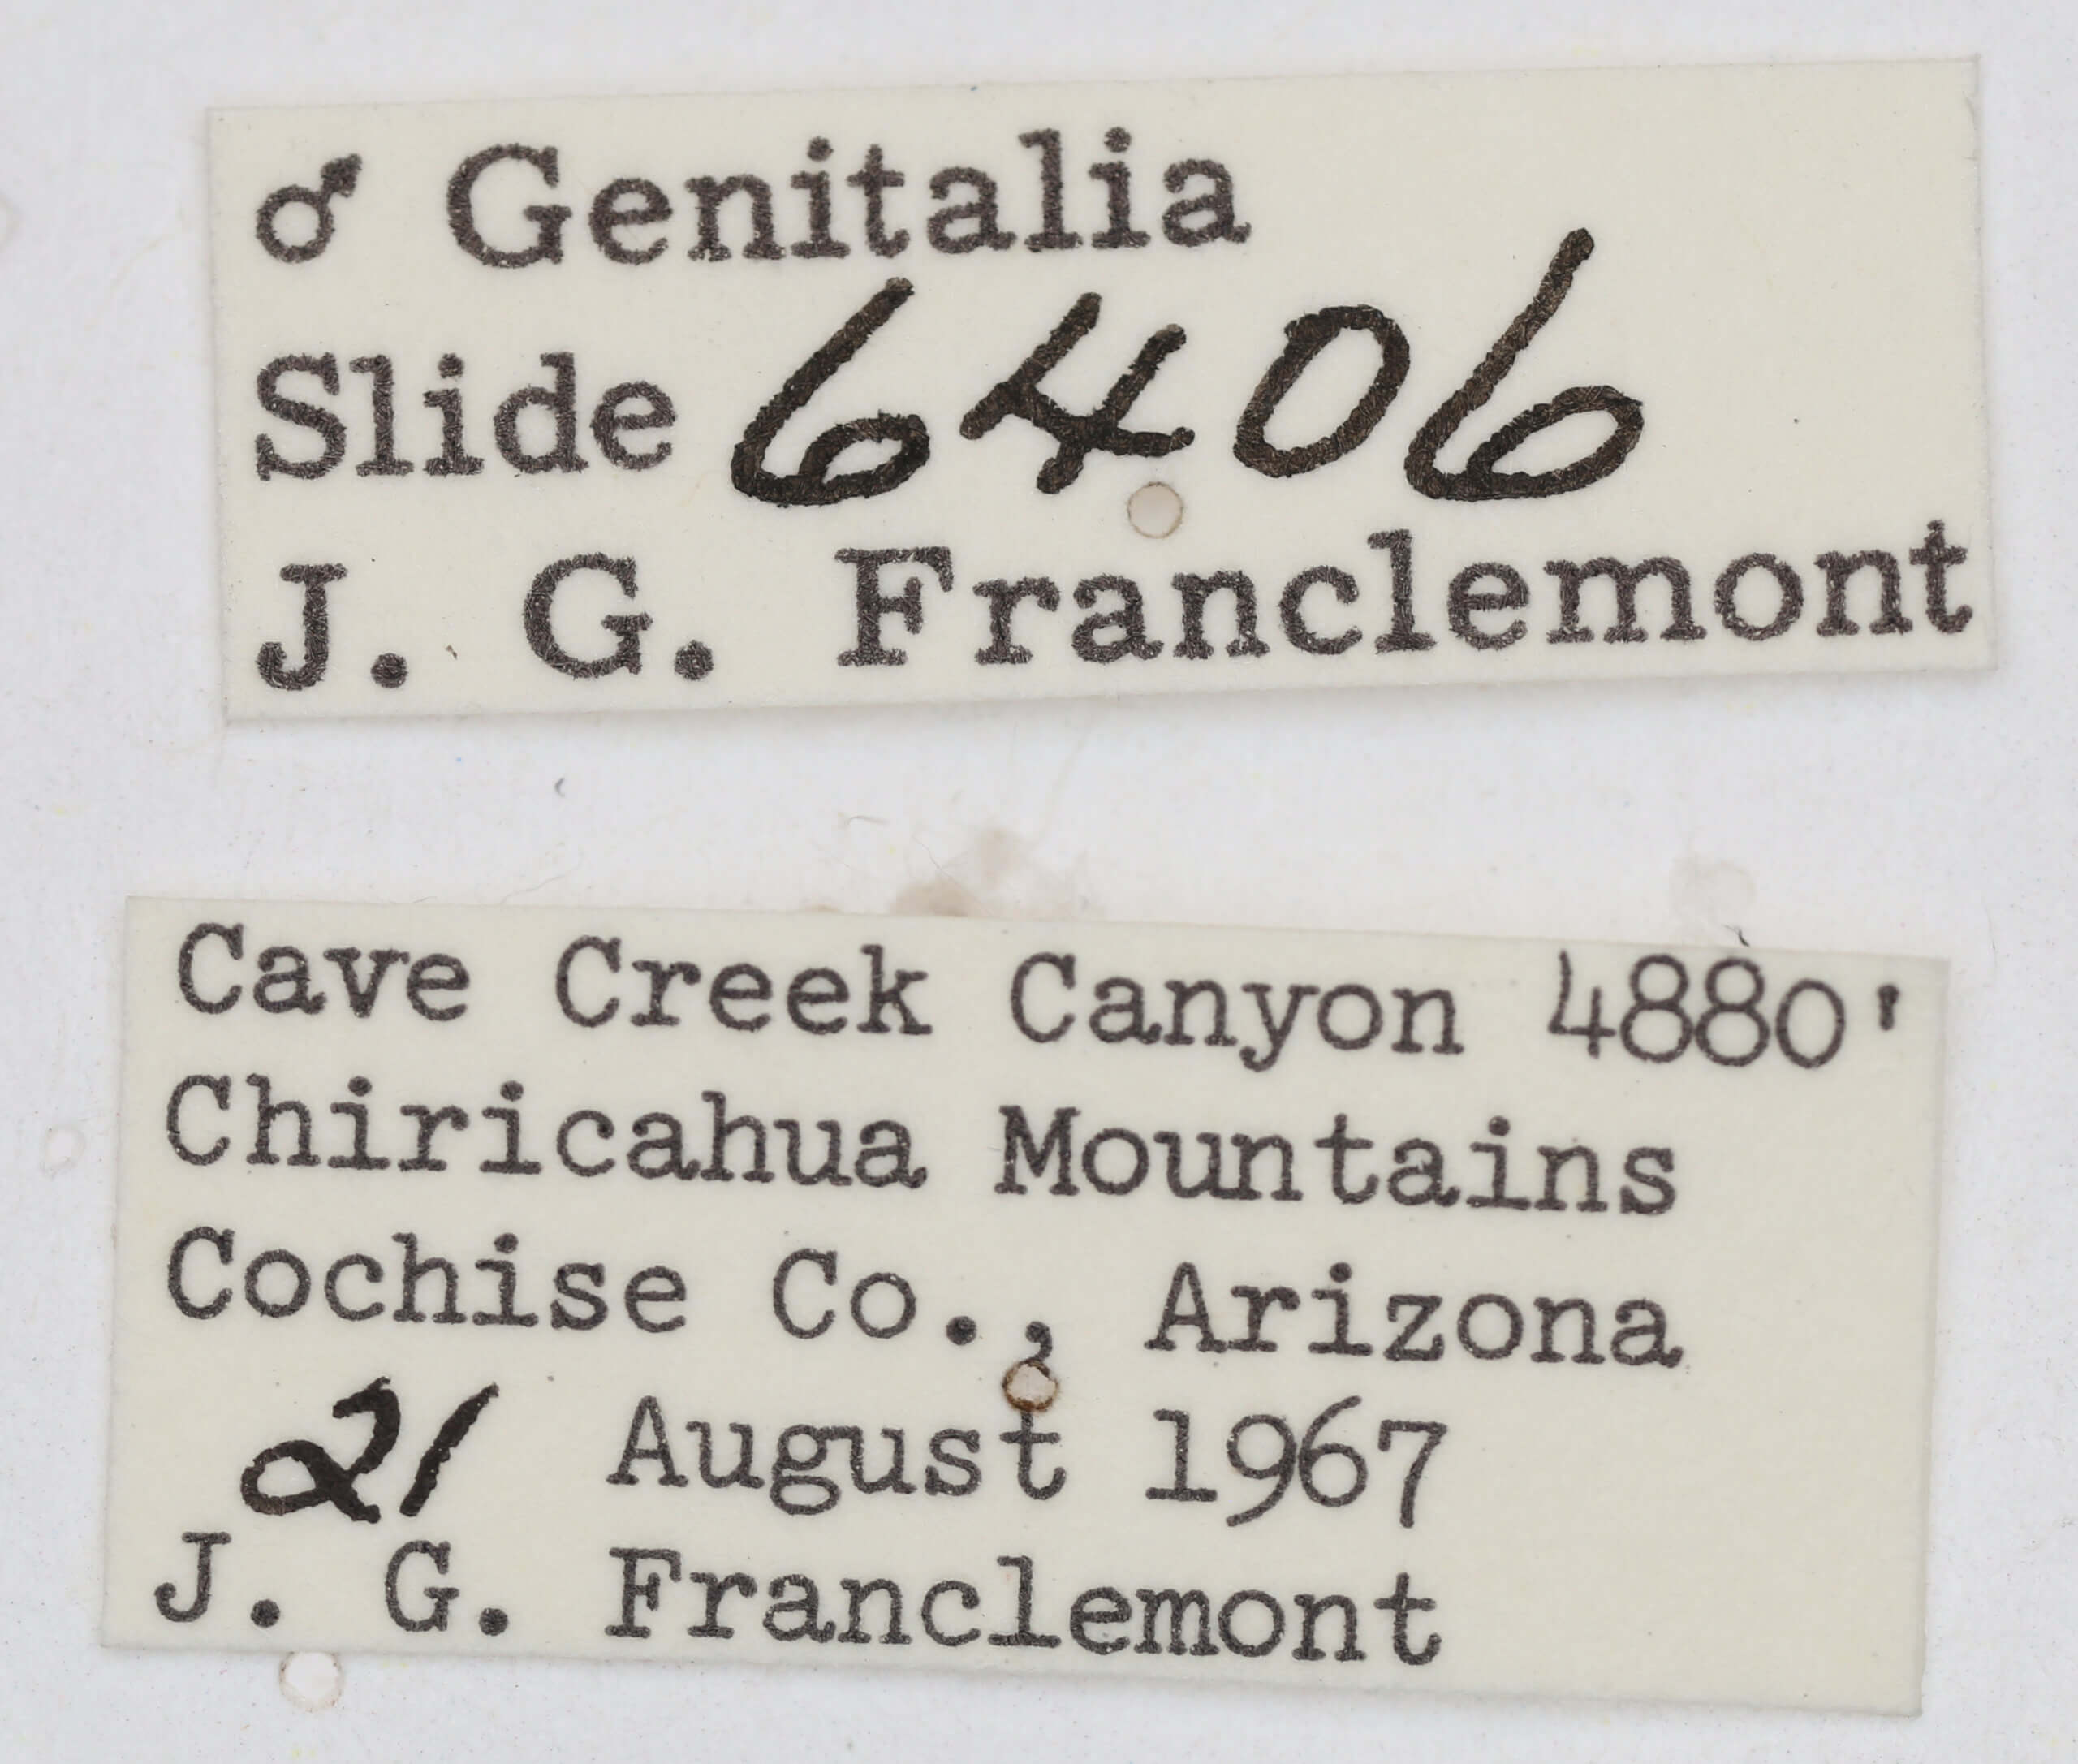 ♂ Genitalia
Slide 6406
J. G. Franclemont
Cave Creek Canyon 4880'
Chiricahua Mountains
Cochise Co., Arizona
21 August 1967
J. G. Franclemont